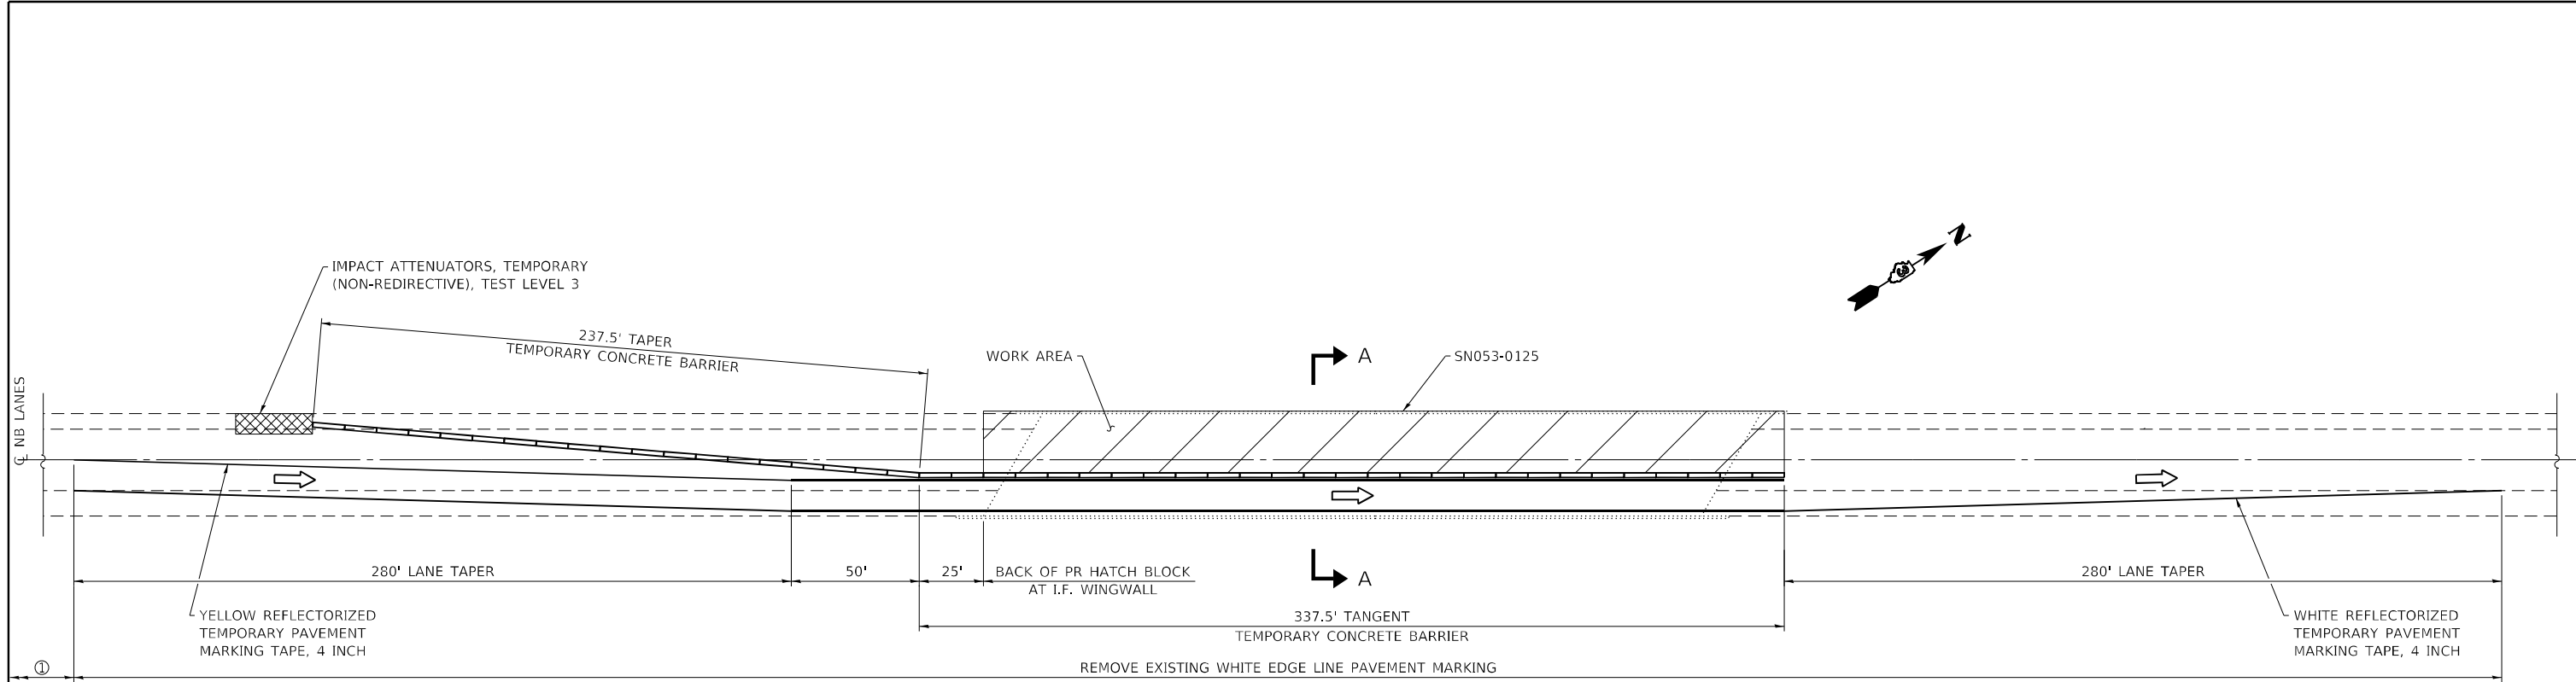 IMPACT ATTENUATORS, TEMPORARY
(NON-REDIRECTIVE), TEST LEVEL 3
237.5' TAPER
TEMPORARY CONCRETE BARRIER
WORK AREA
A
SN053-0125
N
℄ NB LANES
280' LANE TAPER
50'
25'
BACK OF PR HATCH BLOCK
AT I.F. WINGWALL
A
280' LANE TAPER
YELLOW REFLECTORIZED
TEMPORARY PAVEMENT
MARKING TAPE, 4 INCH
337.5' TANGENT
TEMPORARY CONCRETE BARRIER
WHITE REFLECTORIZED
TEMPORARY PAVEMENT
MARKING TAPE, 4 INCH
①
REMOVE EXISTING WHITE EDGE LINE PAVEMENT MARKING